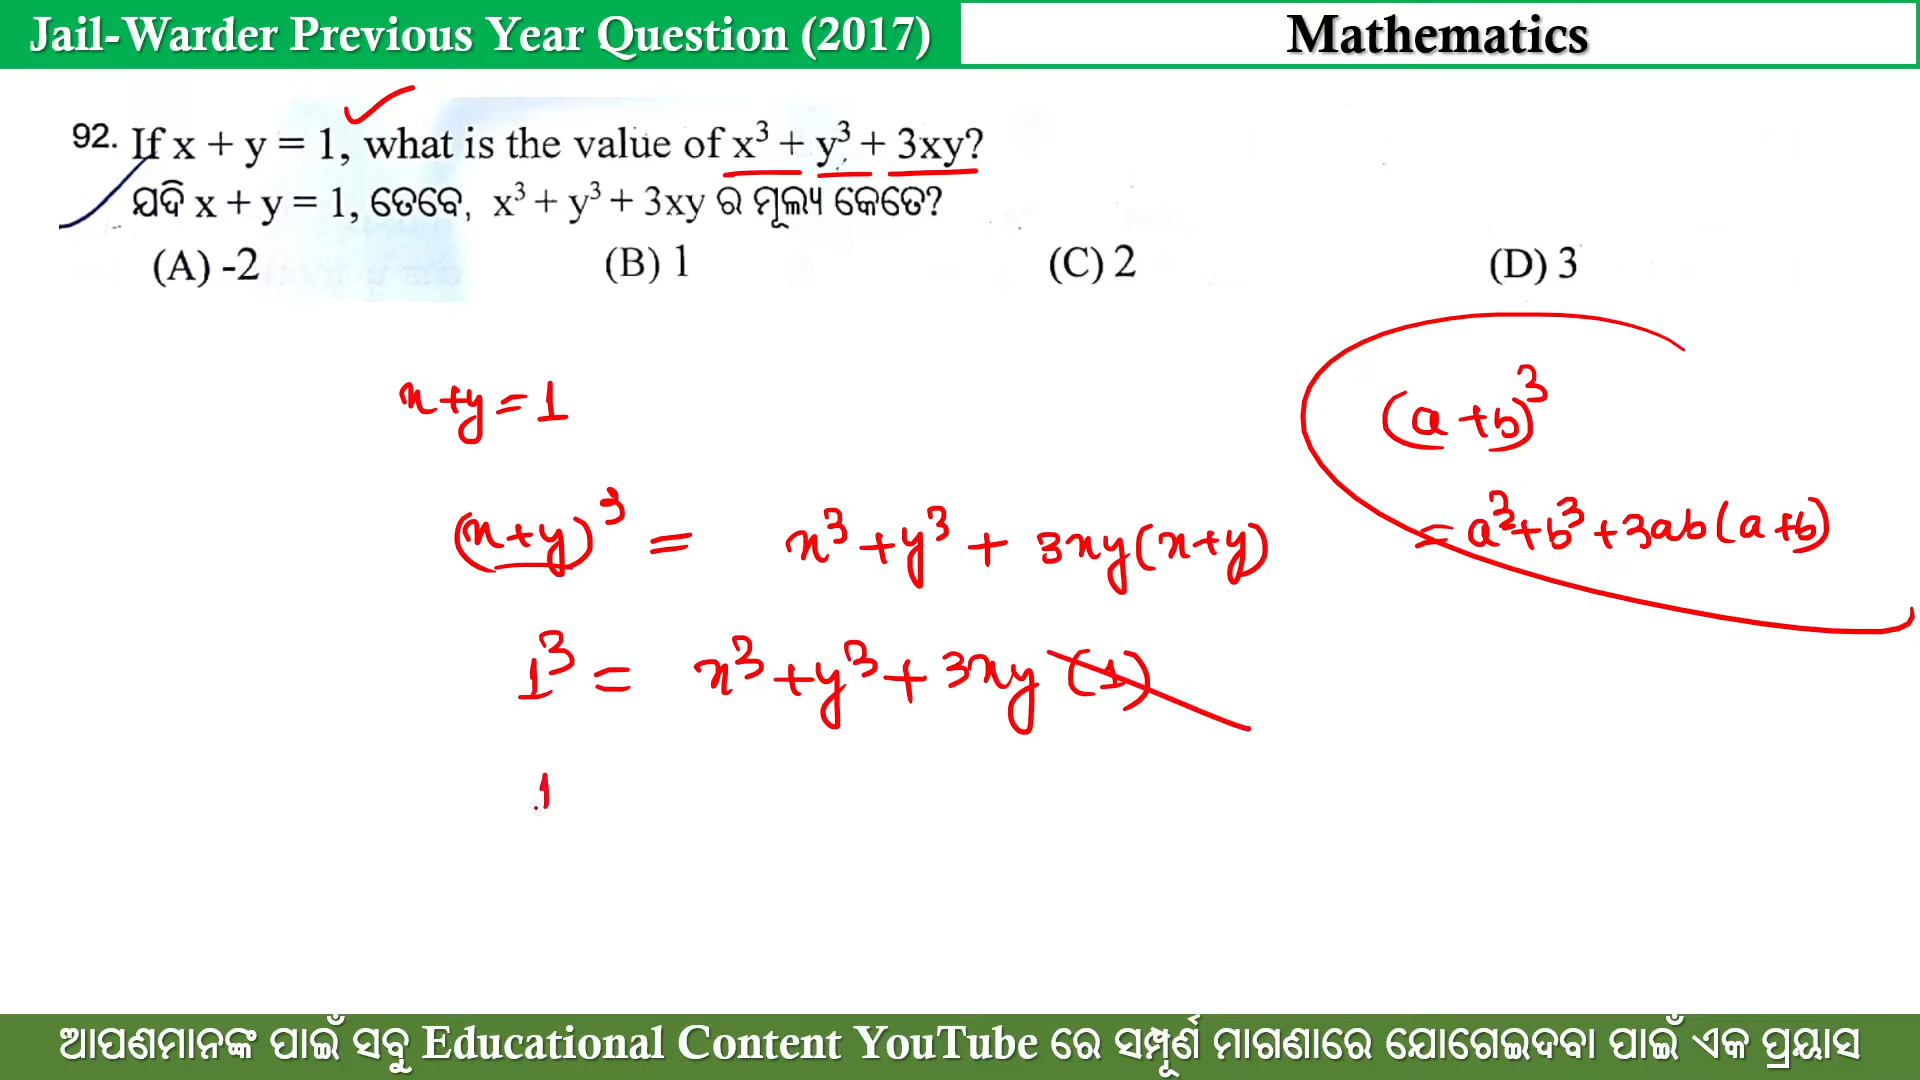 Jail-Warder Previous Year Question (2017)
Mathematics
92. If x + y = 1, what is the value of x³ + y³ + 3xy?
ଯଦି x + y = 1, ତେବେ, x³ + y³ + 3xy ର ମୂଲ୍ୟ କେତେ?
(A) -2 (B) 1 (C) 2 (D) 3
x+y = 1
(a+b)³
= a³+b³+3ab(a+b)
(x+y)³ = x³+y³+ 3xy(x+y)
1³ = x³+y³+3xy (1)
1
ଆପଣମାନଙ୍କ ପାଇଁ ସବୁ Educational Content YouTube ରେ ସମ୍ପୂର୍ଣ ମାଗଣାରେ ଯୋଗେଇଦବା ପାଇଁ ଏକ ପ୍ରୟାସ